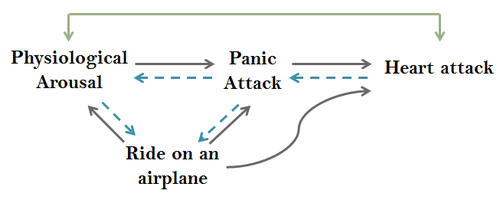 Physiological
Arousal
Panic
Attack
Heart attack
Ride on an
airplane